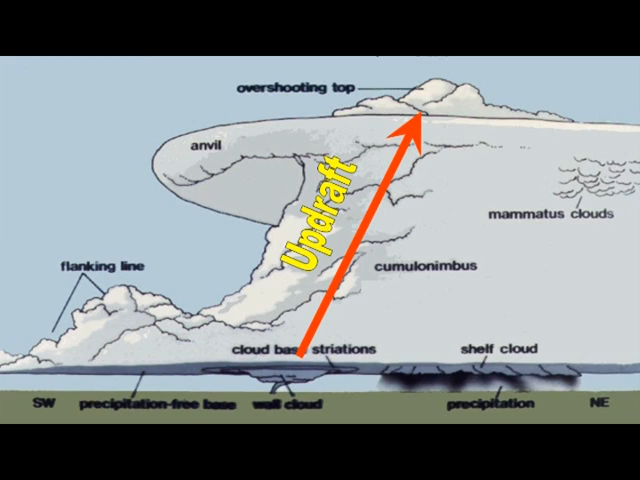 overshooting top
anvil
Updraft
mammatus clouds
flanking line
cumulonimbus
cloud base striations
shelf cloud
SW
precipitation-free base
wall cloud
precipitation
NE